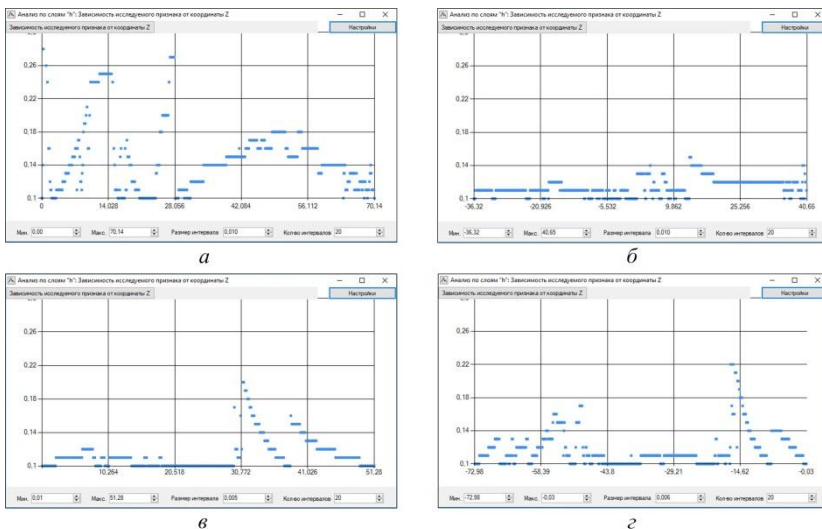 Анализ по слоям "h": Зависимость исследуемого признака от координаты Z
Зависимость исследуемого признака от координаты Z Настройки
0,26
0,22
0,18
0,14
0,1
0 14.028 28.056 42.084 56.112 70.14
Мин. 0,00 Макс. 70,14 Размер интервала 0,010 Кол-во интервалов 20
а
Анализ по слоям "h": Зависимость исследуемого признака от координаты Z
Зависимость исследуемого признака от координаты Z Настройки
0,26
0,22
0,18
0,14
0,1
-36.32 -20.926 -5.532 9.862 25.256 40.65
Мин. -36,32 Макс. 40,65 Размер интервала 0,010 Кол-во интервалов 20
б
Анализ по слоям "h": Зависимость исследуемого признака от координаты Z
Зависимость исследуемого признака от координаты Z Настройки
0,26
0,22
0,18
0,14
0,1
10.264 20.518 30.772 41.026 51.28
Мин. 0,01 Макс. 51,28 Размер интервала 0,005 Кол-во интервалов 20
в
Анализ по слоям "h": Зависимость исследуемого признака от координаты Z
Зависимость исследуемого признака от координаты Z Настройки
0,26
0,22
0,18
0,14
0,1
-72.98 -58.39 -43.8 -29.21 -14.62 -0.03
Мин. -72,98 Макс. -0,03 Размер интервала 0,006 Кол-во интервалов 20
г